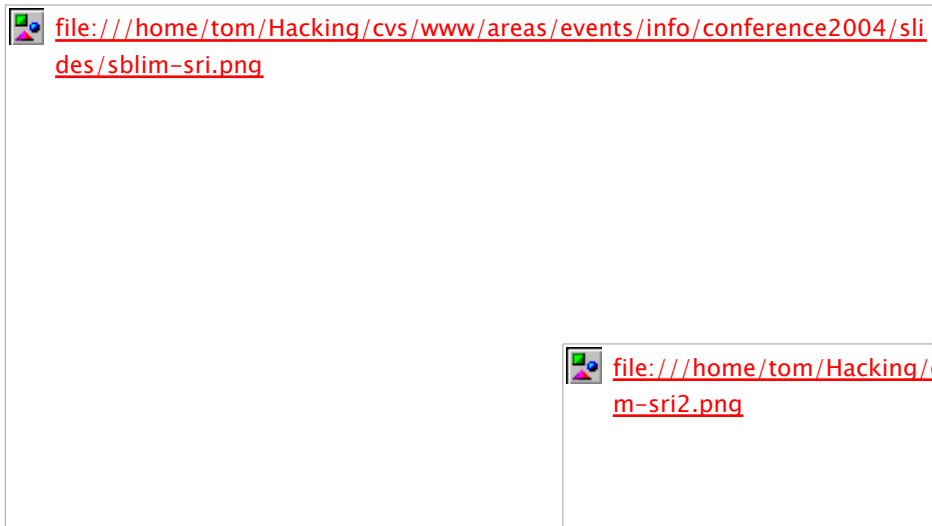 file:///home/tom/Hacking/cvs/www/areas/events/info/conference2004/sli
des/sblim-sri.png
file:///home/tom/Hacking/
m-sri2.png